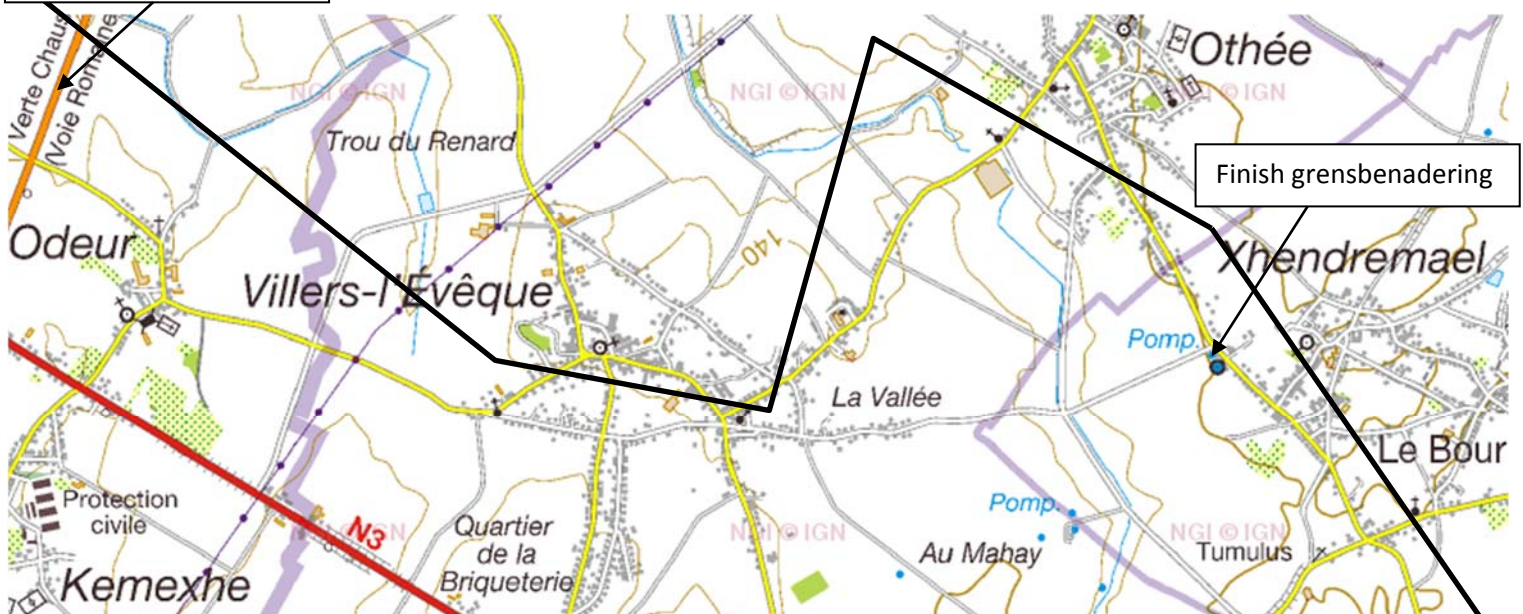 Verte Chaus
(Voie Romaine
NGI © IGN
NGI © IGN
NGI © IGN
Othée
Trou du Renard
Finish grensbenadering
Odeur
Villers-l'Évêque
140
Xhendremael
Pomp.
La Vallée
Le Bour
Protection
civile
N3
NGI © IGN
NGI © IGN
NGI © IGN
Quartier
de la
Briqueterie
Pomp.
Au Mahay
Tumulus
Kemexhe